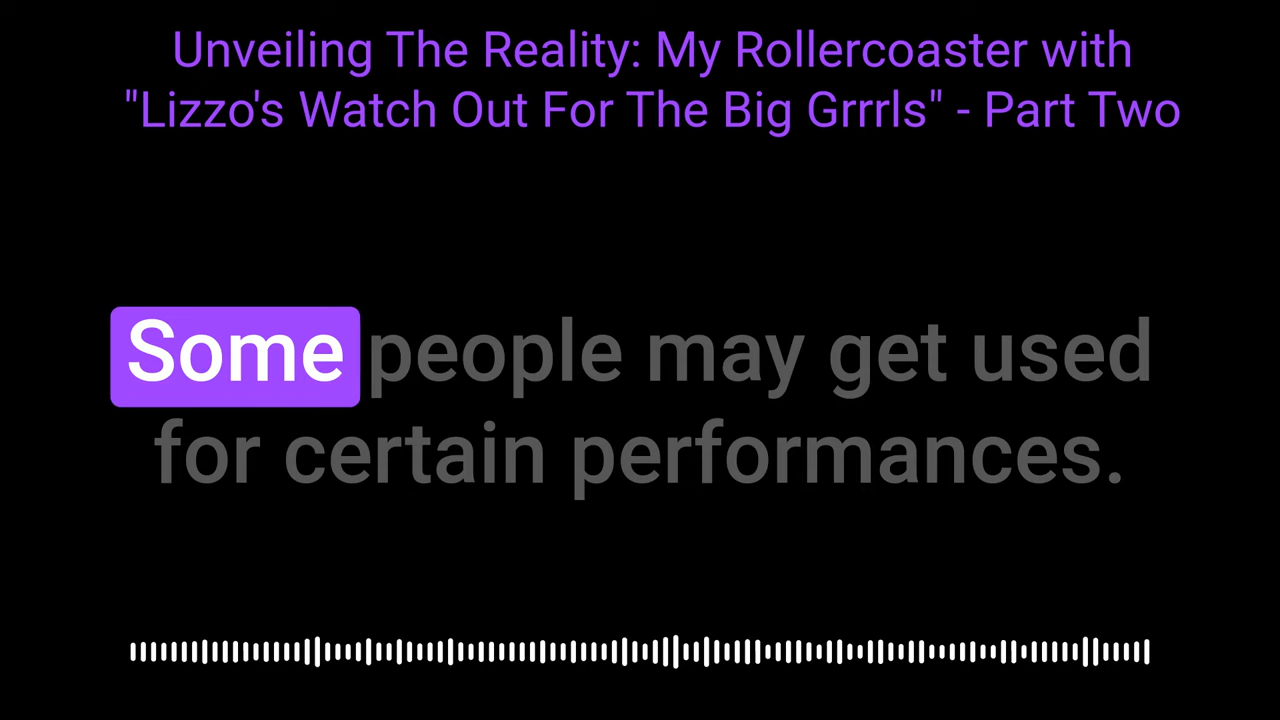 Unveiling The Reality: My Rollercoaster with
"Lizzo's Watch Out For The Big Grrrls" - Part Two
Some people may get used
for certain performances.